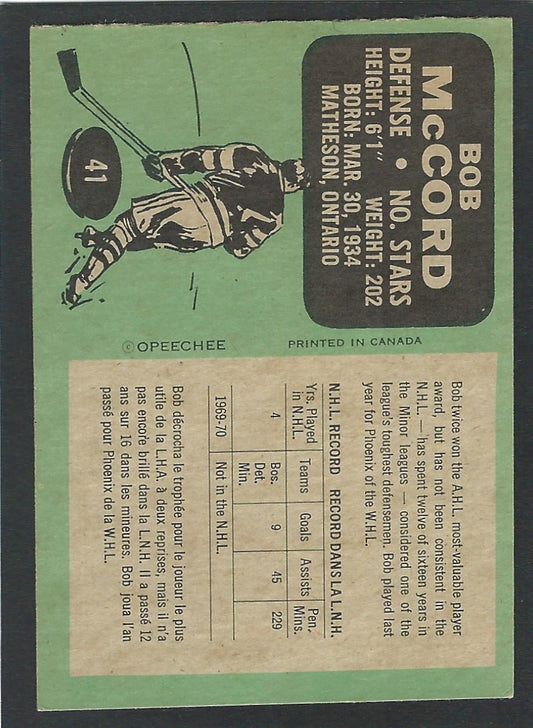 BOB
McCORD
DEFENSE • NO. STARS
HEIGHT: 6'1" WEIGHT: 202
BORN: MAR. 30, 1934
MATHESON, ONTARIO
41
© OPEECHEE PRINTED IN CANADA
Bob twice won the A.H.L. most-valuable player
award, but has not been consistent in the
N.H.L. — has spent twelve of sixteen years in
the Minor leagues — considered one of the
league's toughest defensemen. Bob played last
year for Phoenix of the W.H.L.
N.H.L. RECORD RECORD DANS LA L.N.H.
Yrs. Played
in N.H.L. Teams Goals Assists Pen.
Mins.
4 Bos.
Det.
Min. 9 45 229
1969-70 Not in the N.H.L.
Bob décrocha le trophée pour le joueur le plus
utile de la L.H.A. à deux reprises, mais il n'a
pas encore brillé dans la L.N.H. Il a passé 12
ans sur 16 dans les mineures. Bob joua l'an
passé pour Phoenix de la W.H.L.